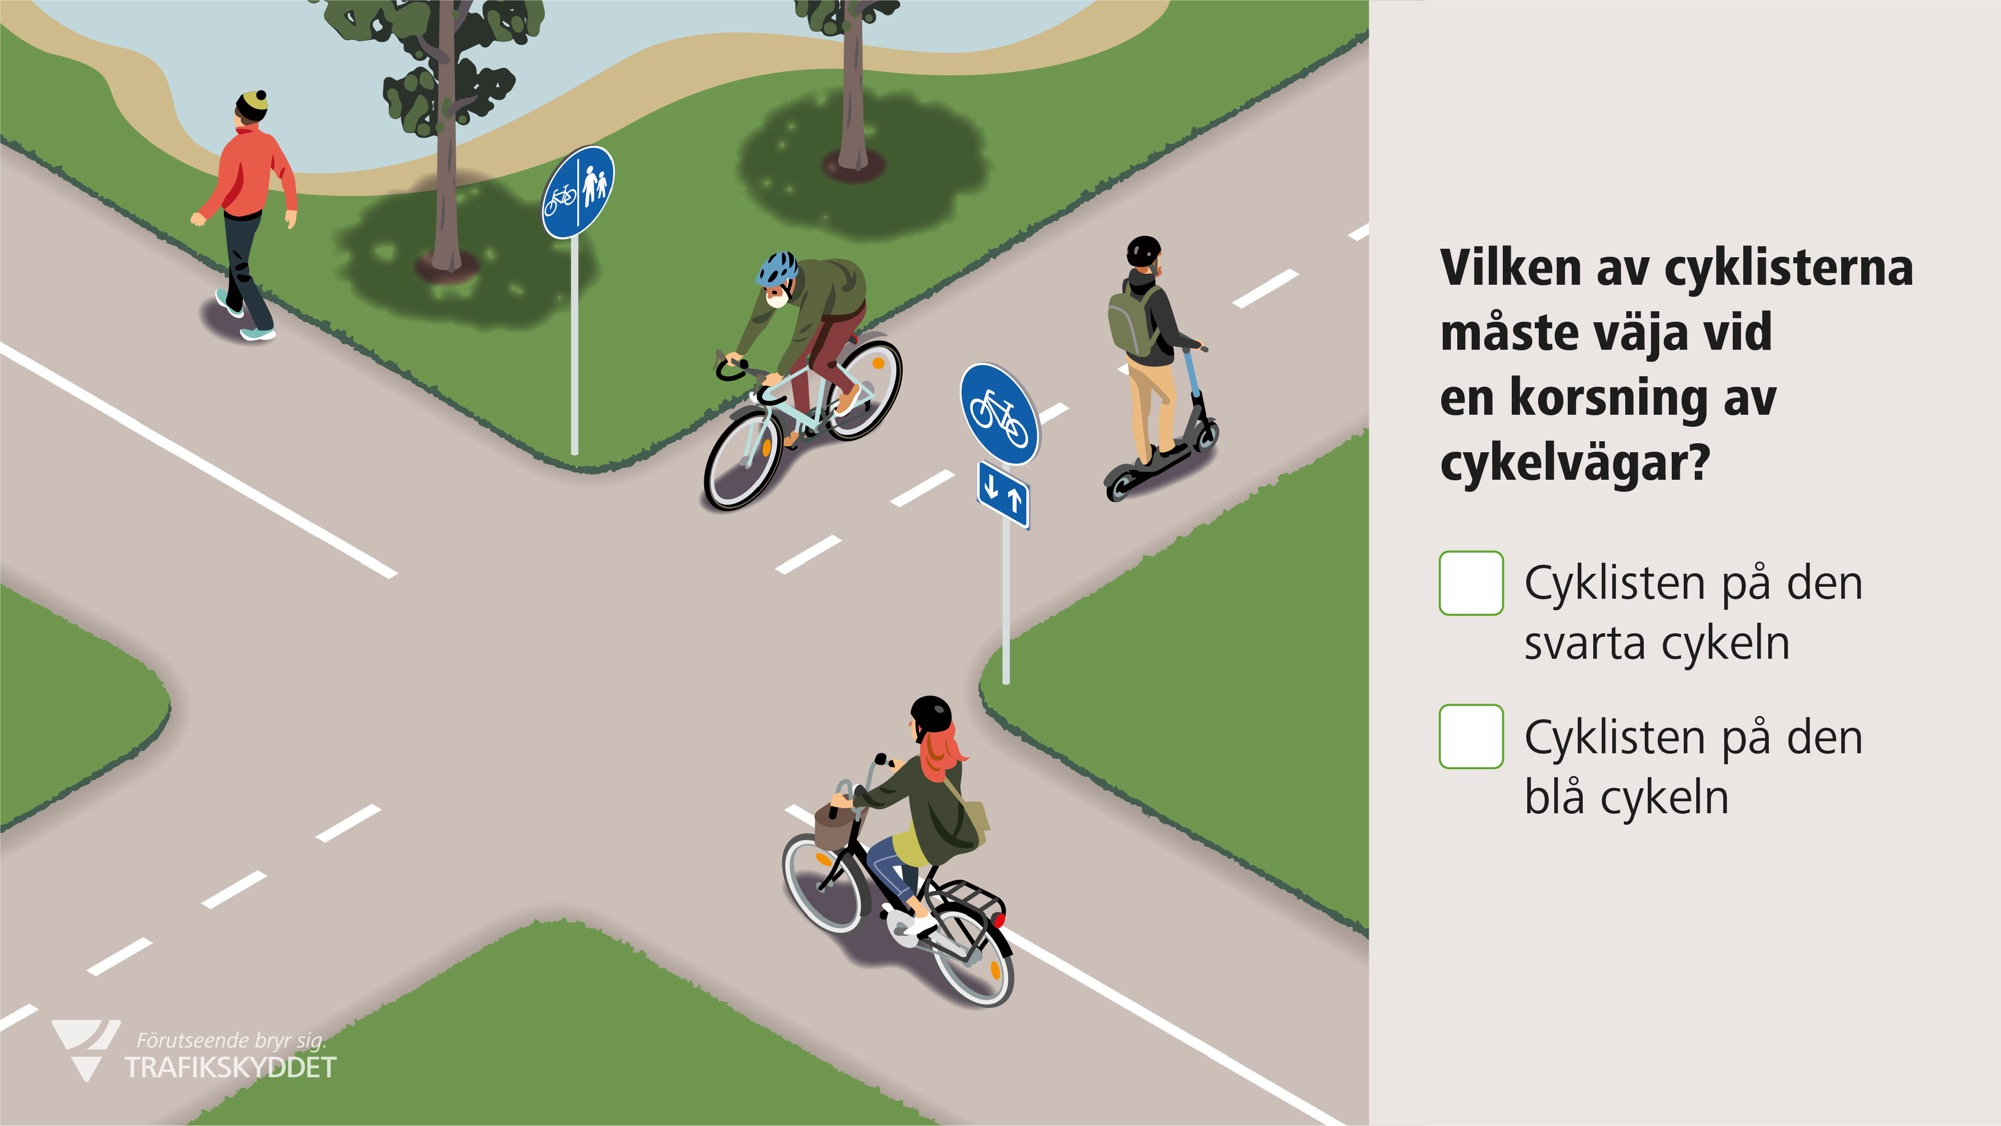 Vilken av cyklisterna
måste väja vid
en korsning av
cykelvägar?
Cyklisten på den
svarta cykeln
Cyklisten på den
blå cykeln
Förutseende bryr sig.
TRAFIKSKYDDET